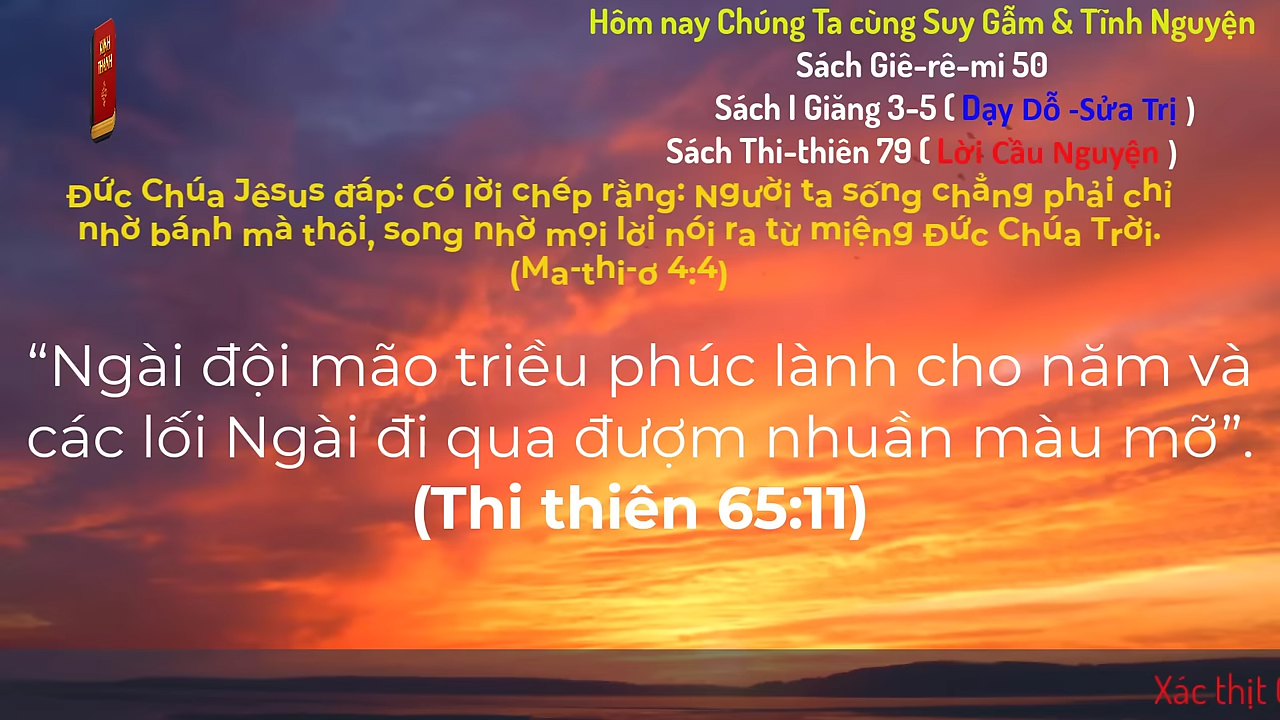 KINH
THÁNH
Hôm nay Chúng Ta cùng Suy Gẫm & Tĩnh Nguyện
Sách Giê-rê-mi 50
Sách I Giăng 3-5 ( Dạy Dỗ -Sửa Trị )
Sách Thi-thiên 79 ( Lời Cầu Nguyện )
Đức Chúa Jêsus đáp: Có lời chép rằng: Người ta sống chẳng phải chỉ
nhờ bánh mà thôi, song nhờ mọi lời nói ra từ miệng Đức Chúa Trời.
(Ma-thi-ơ 4:4)
“Ngài đội mão triều phúc lành cho năm và
các lối Ngài đi qua đượm nhuần màu mỡ”.
(Thi thiên 65:11)
Xác thịt